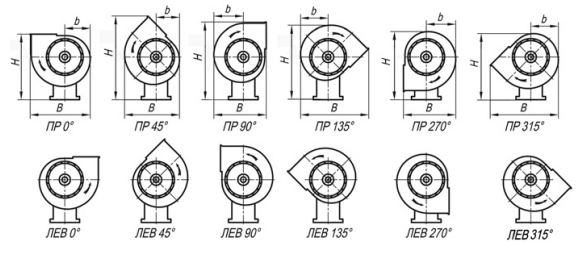 b b b b b b
H H H H H H
B B B B B B
ПР 0° ПР 45° ПР 90° ПР 135° ПР 270° ПР 315°
ЛЕВ 0° ЛЕВ 45° ЛЕВ 90° ЛЕВ 135° ЛЕВ 270° ЛЕВ 315°